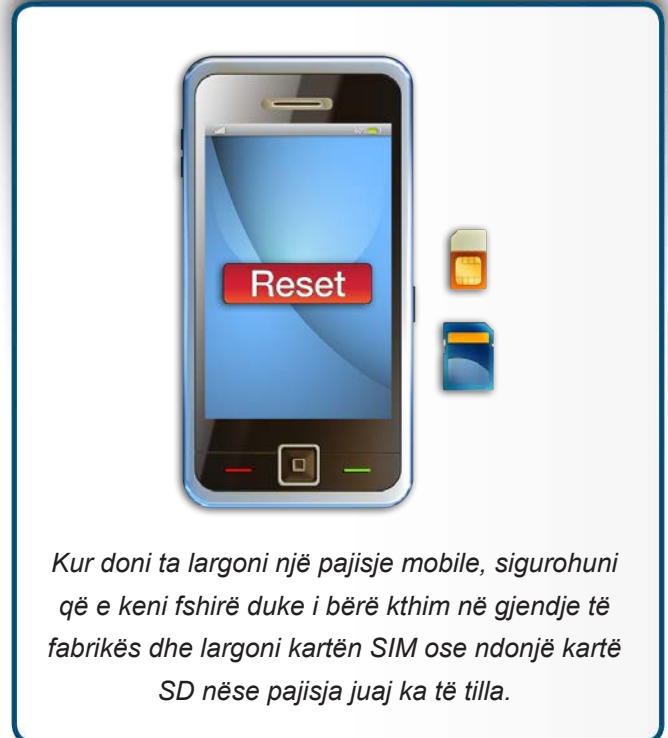 Reset
Kur doni ta largoni një pajisje mobile, sigurohuni
që e keni fshirë duke i bërë kthim në gjendje të
fabrikës dhe largoni kartën SIM ose ndonjë kartë
SD nëse pajisja juaj ka të tilla.